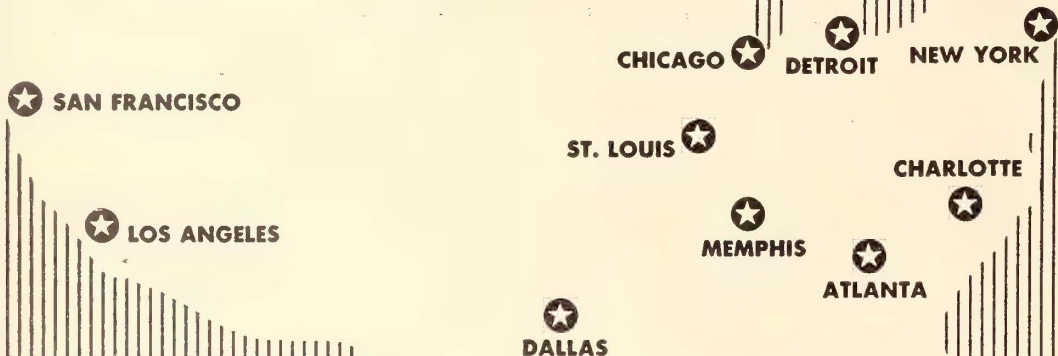 CHICAGO
DETROIT
NEW YORK
SAN FRANCISCO
ST. LOUIS
CHARLOTTE
LOS ANGELES
MEMPHIS
ATLANTA
DALLAS